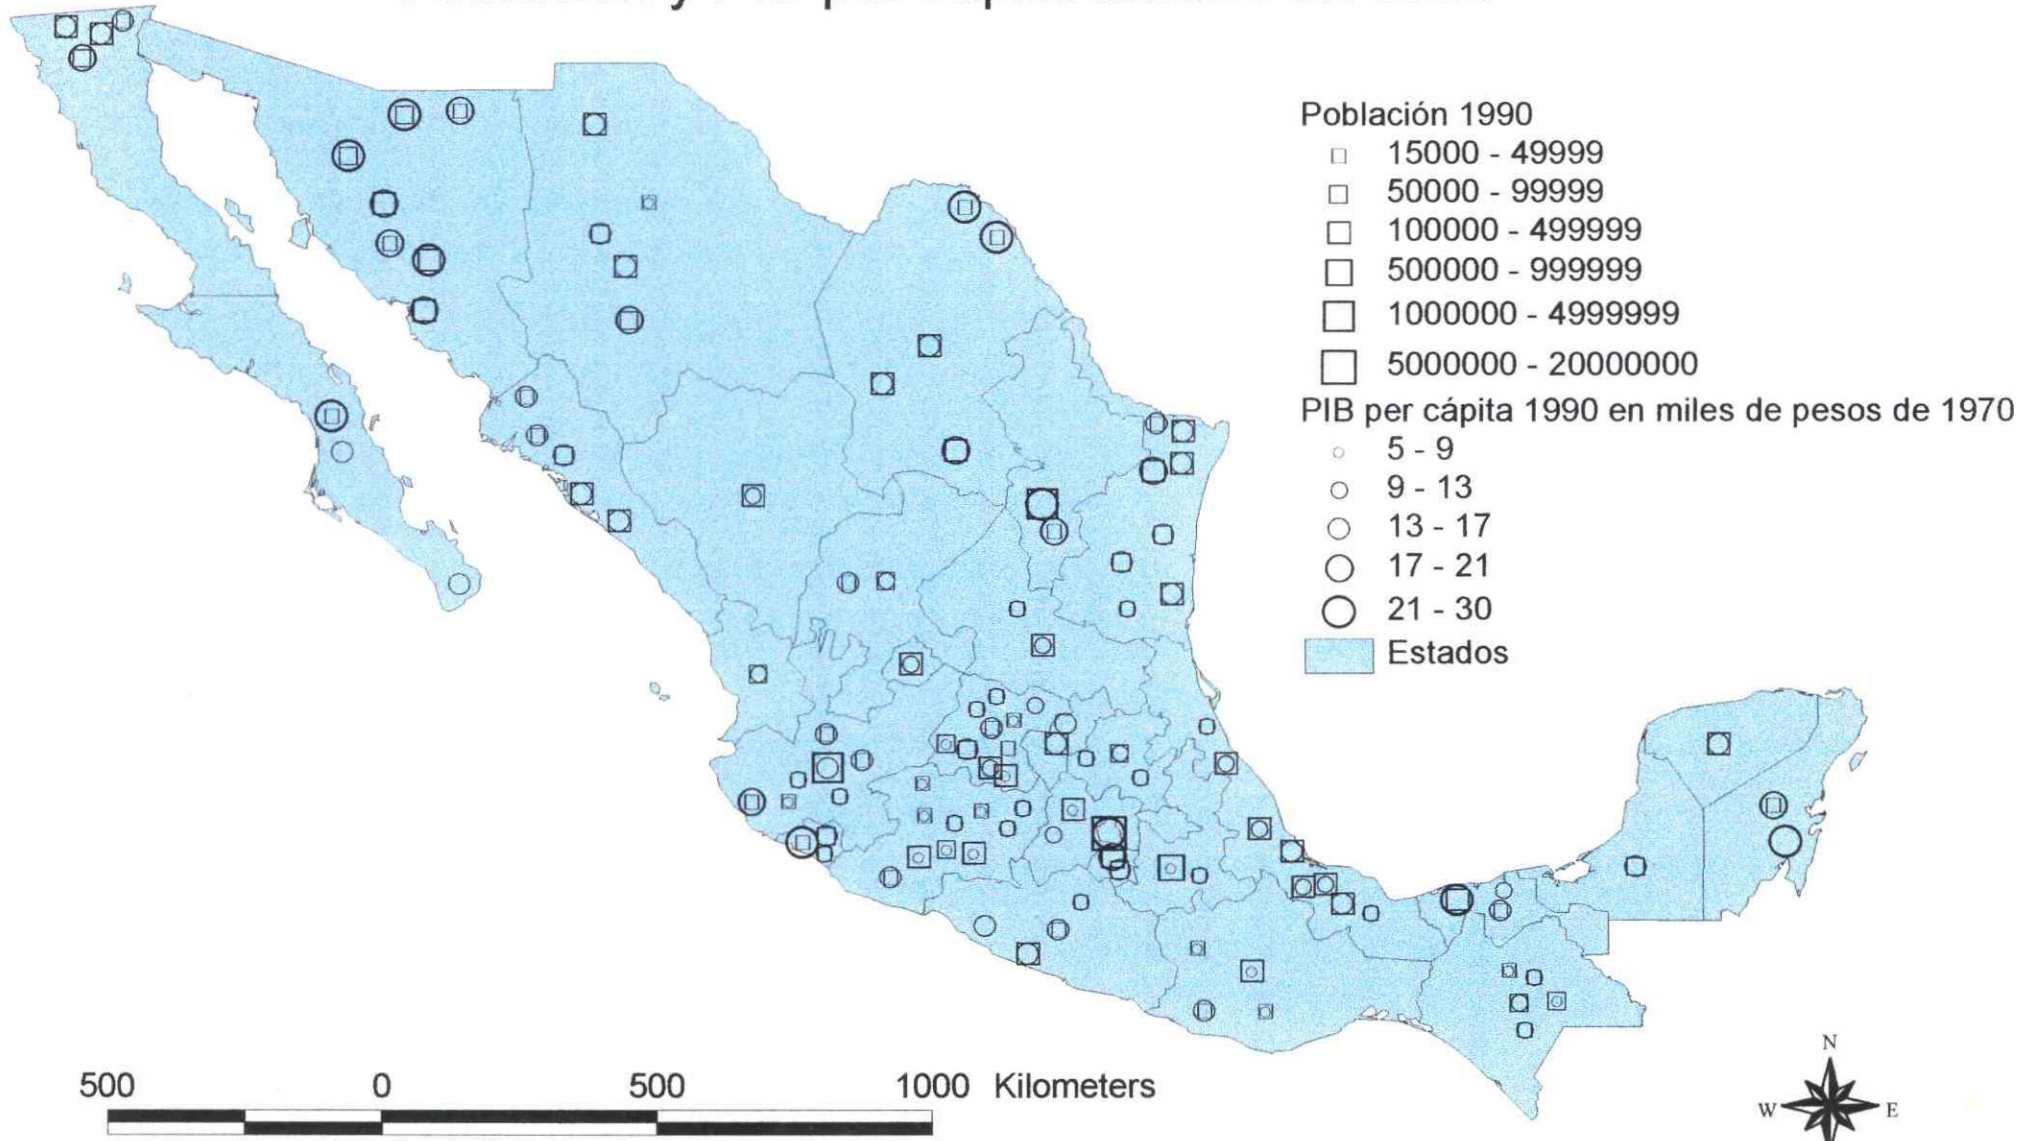 Población 1990
15000 - 49999
50000 - 99999
100000 - 499999
500000 - 999999
1000000 - 4999999
5000000 - 20000000
PIB per cápita 1990 en miles de pesos de 1970
5 - 9
9 - 13
13 - 17
17 - 21
21 - 30
Estados
500 0 500 1000 Kilometers
N
W E